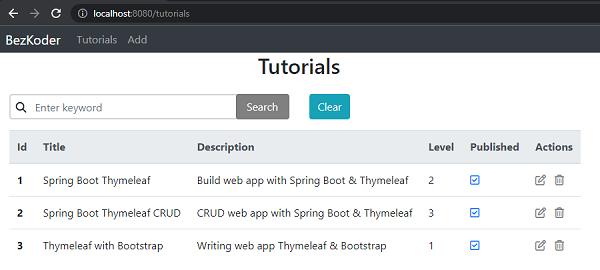 localhost:8080/tutorials
BezKoder Tutorials Add
Tutorials
Enter keyword Search Clear
Id Title Description Level Published Actions
1 Spring Boot Thymeleaf Build web app with Spring Boot & Thymeleaf 2
2 Spring Boot Thymeleaf CRUD CRUD web app with Spring Boot & Thymeleaf 3
3 Thymeleaf with Bootstrap Writing web app Thymeleaf & Bootstrap 1